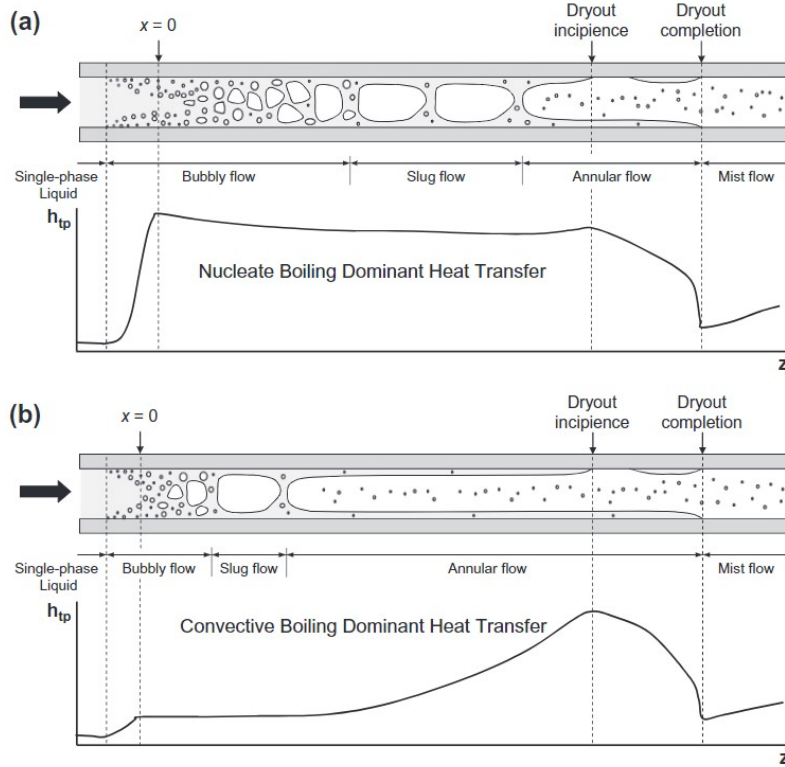 (a)
x = 0
Dryout incipience
Dryout completion
Single-phase Liquid
Bubbly flow
Slug flow
Annular flow
Mist flow
htp
Nucleate Boiling Dominant Heat Transfer
z
(b)
x = 0
Dryout incipience
Dryout completion
Single-phase Liquid
Bubbly flow
Slug flow
Annular flow
Mist flow
htp
Convective Boiling Dominant Heat Transfer
z